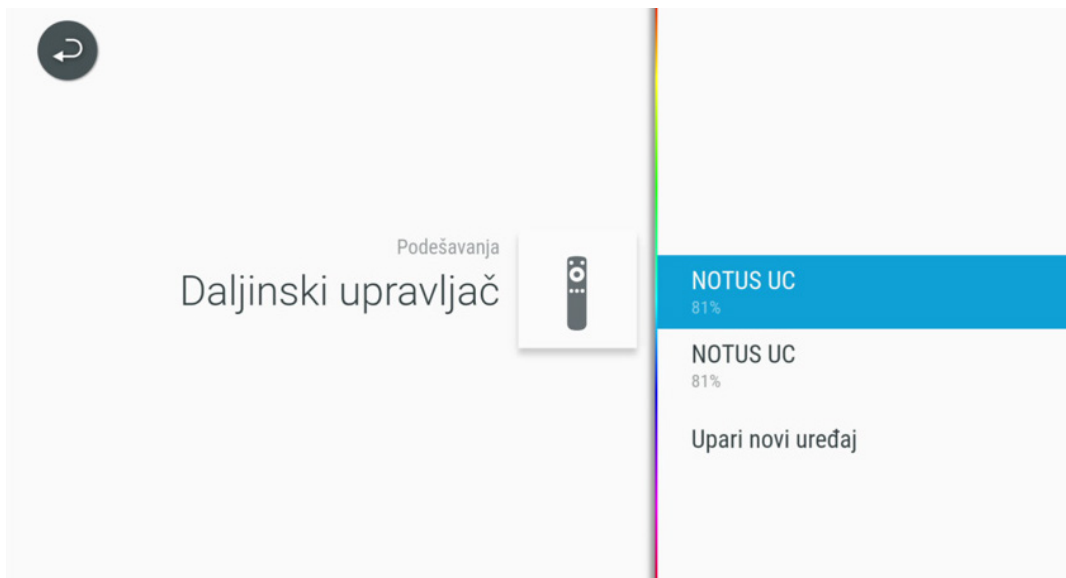 Podešavanja
Daljinski upravljač
NOTUS UC
81%
NOTUS UC
81%
Upari novi uređaj